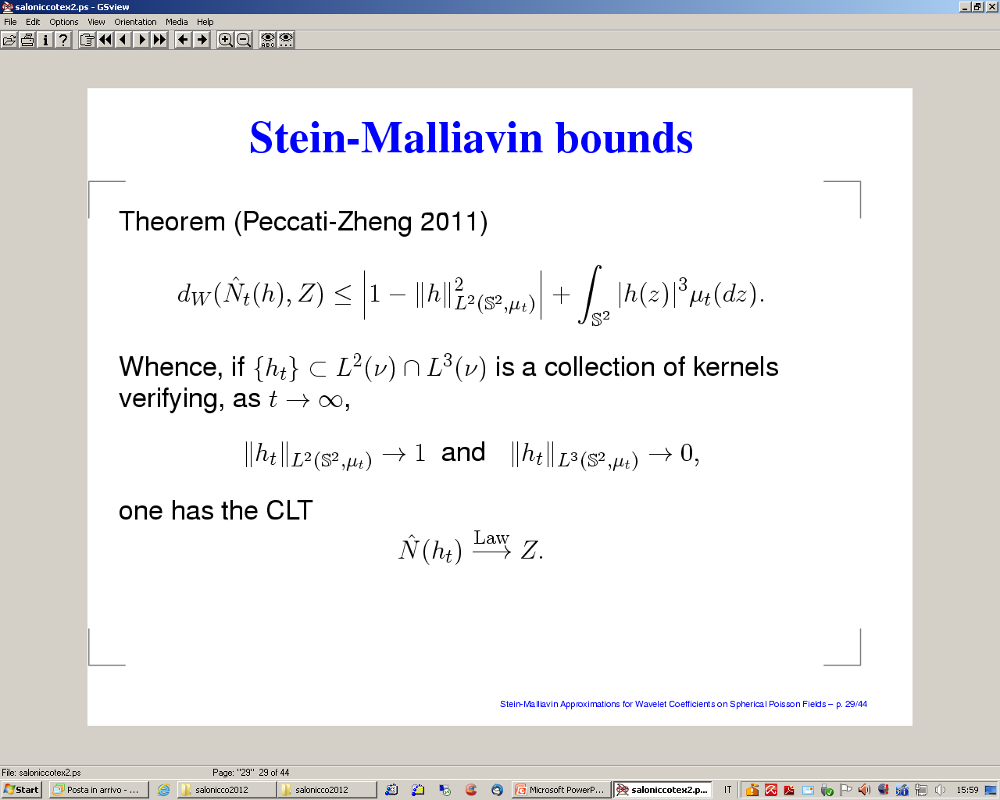 saloniccotex2.ps - GSview
File Edit Options View Orientation Media Help
Stein-Malliavin bounds
Theorem (Peccati-Zheng 2011)
$d_W(\hat{N}_t(h), Z) \leq \left| 1 - \|h\|^2_{L^2(\mathbb{S}^2,\mu_t)} \right| + \int_{\mathbb{S}^2} |h(z)|^3 \mu_t(dz).$
Whence, if $\{h_t\} \subset L^2(\nu) \cap L^3(\nu)$ is a collection of kernels
verifying, as $t \to \infty$,
$\|h_t\|_{L^2(\mathbb{S}^2,\mu_t)} \to 1$ and $\|h_t\|_{L^3(\mathbb{S}^2,\mu_t)} \to 0,$
one has the CLT
$\hat{N}(h_t) \xrightarrow{\text{Law}} Z.$
Stein-Malliavin Approximations for Wavelet Coefficients on Spherical Poisson Fields – p. 29/44
File: saloniccotex2.ps Page: "29" 29 of 44
Start Posta in arrivo - ... salonicco2012 salonicco2012 Microsoft PowerP... saloniccotex2.p... IT 15:59